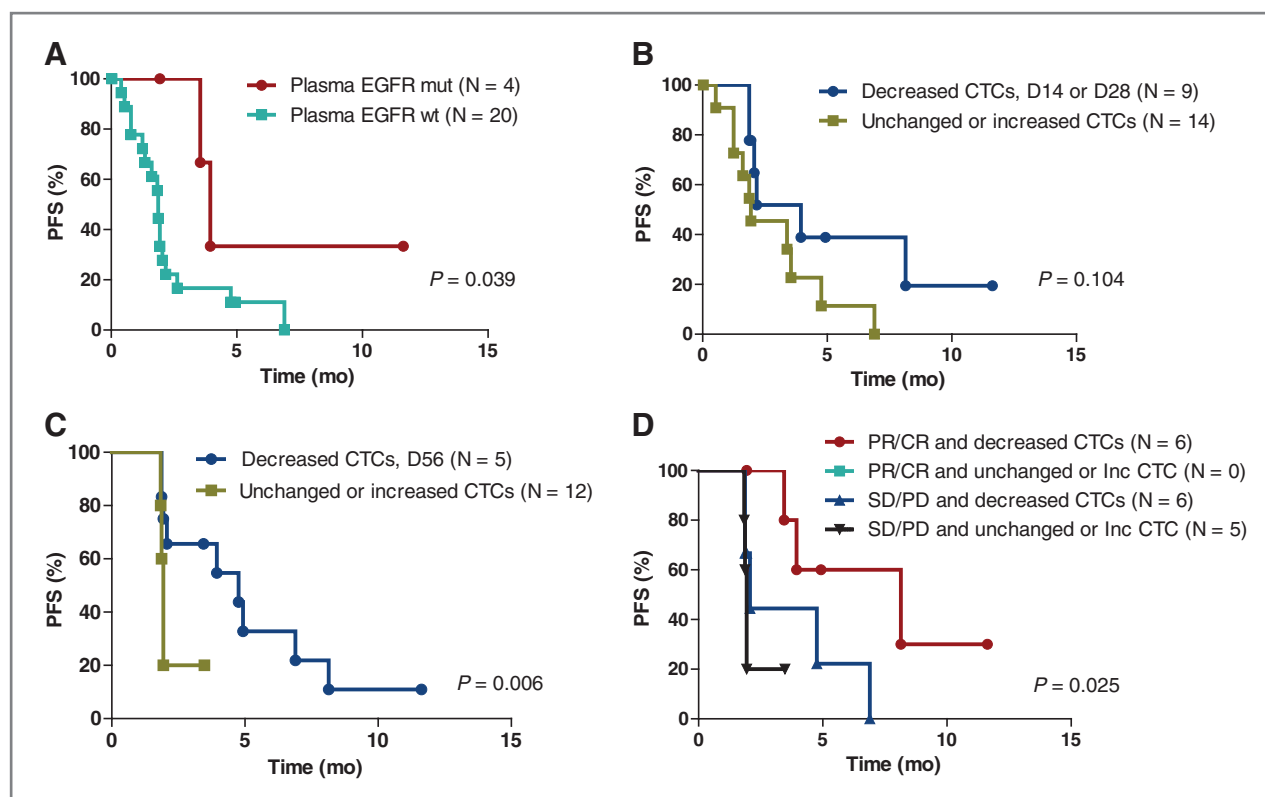 A
Plasma EGFR mut (N = 4)
Plasma EGFR wt (N = 20)
PFS (%)
100
80
60
40
20
0
P = 0.039
0 5 10 15
Time (mo)
B
Decreased CTCs, D14 or D28 (N = 9)
Unchanged or increased CTCs (N = 14)
PFS (%)
100
80
60
40
20
0
P = 0.104
0 5 10 15
Time (mo)
C
Decreased CTCs, D56 (N = 5)
Unchanged or increased CTCs (N = 12)
PFS (%)
100
80
60
40
20
0
P = 0.006
0 5 10 15
Time (mo)
D
PR/CR and decreased CTCs (N = 6)
PR/CR and unchanged or Inc CTC (N = 0)
SD/PD and decreased CTCs (N = 6)
SD/PD and unchanged or Inc CTC (N = 5)
PFS (%)
100
80
60
40
20
0
P = 0.025
0 5 10 15
Time (mo)